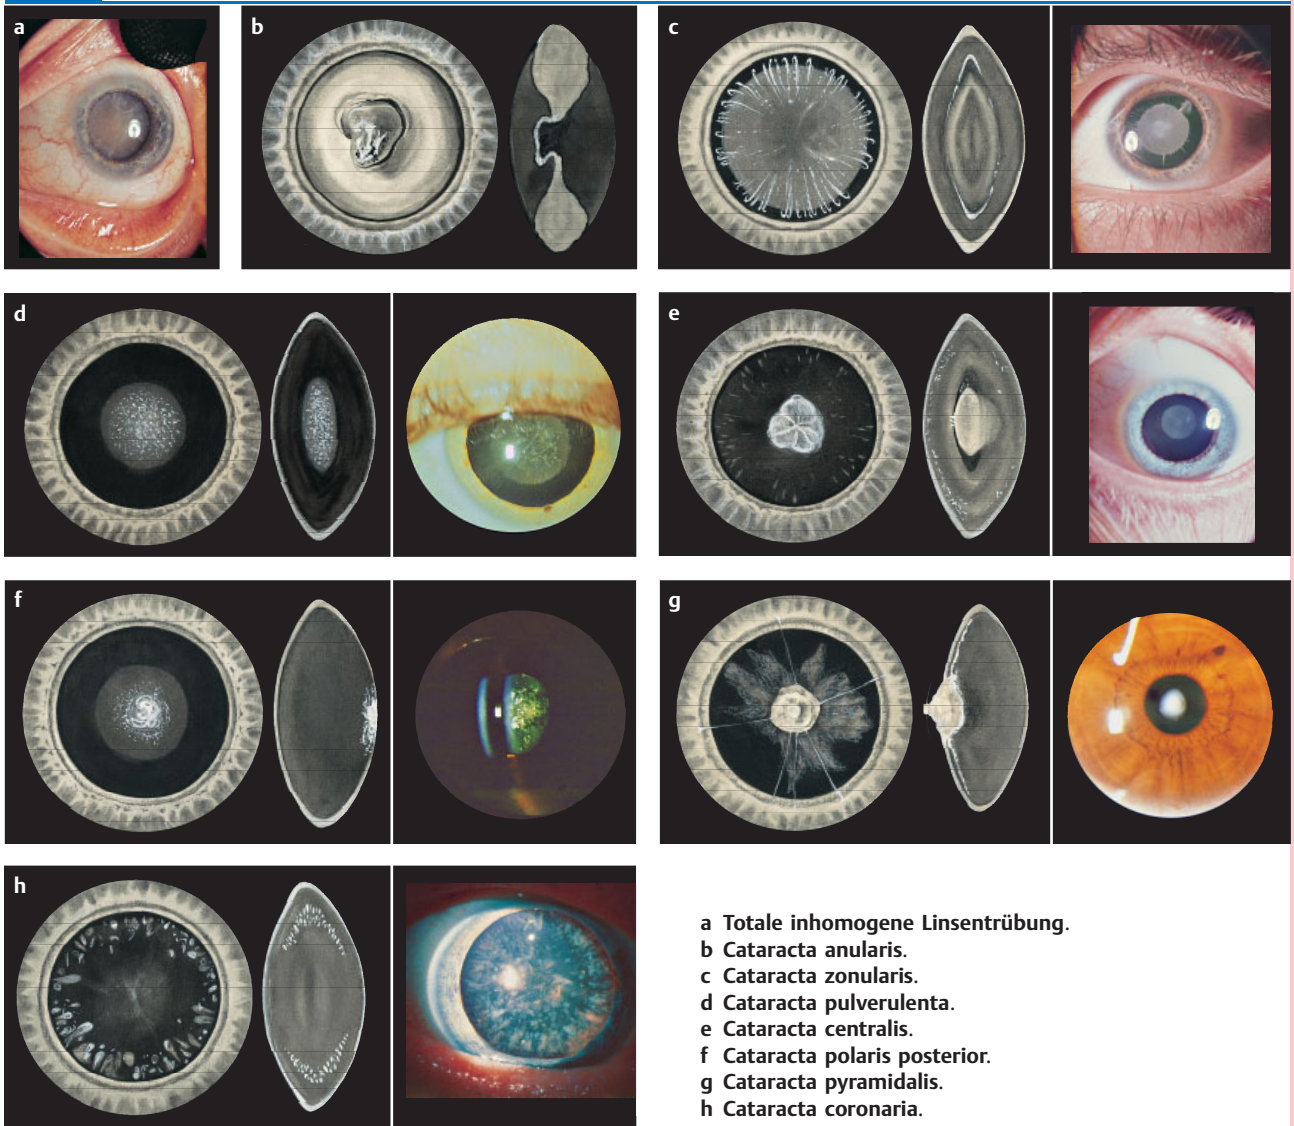 a
b
c
d
e
f
g
h
a Totale inhomogene Linsentrübung.
b Cataracta anularis.
c Cataracta zonularis.
d Cataracta pulverulenta.
e Cataracta centralis.
f Cataracta polaris posterior.
g Cataracta pyramidalis.
h Cataracta coronaria.